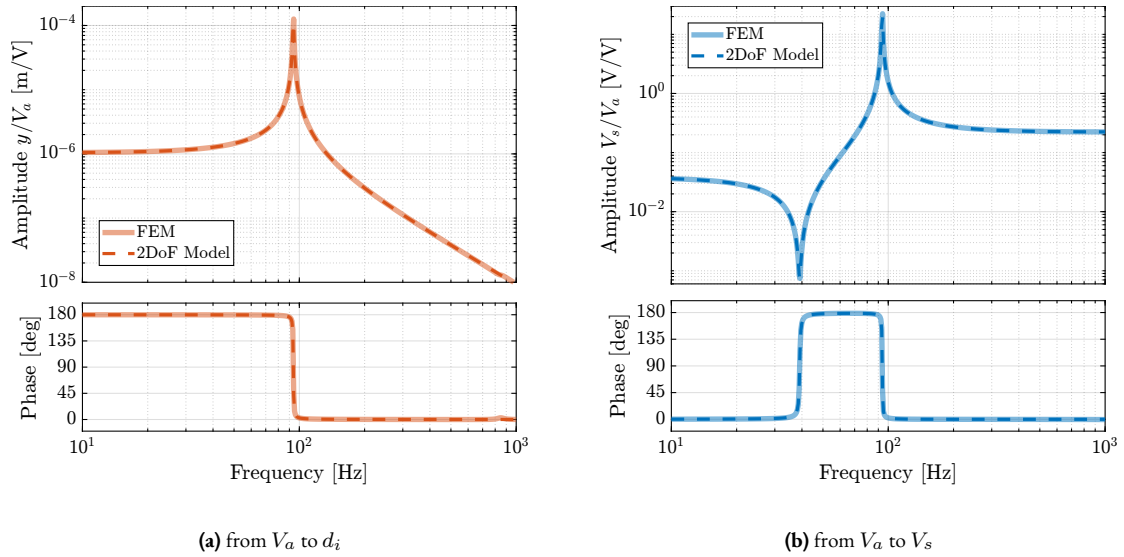 Amplitude y/V_a [m/V]
10^-4
10^-6
10^-8
FEM
2DoF Model
Phase [deg]
180
135
90
45
0
10^1
10^2
10^3
Frequency [Hz]
(a) from V_a to d_i
Amplitude V_s/V_a [V/V]
10^0
10^-2
FEM
2DoF Model
Phase [deg]
180
135
90
45
0
10^1
10^2
10^3
Frequency [Hz]
(b) from V_a to V_s